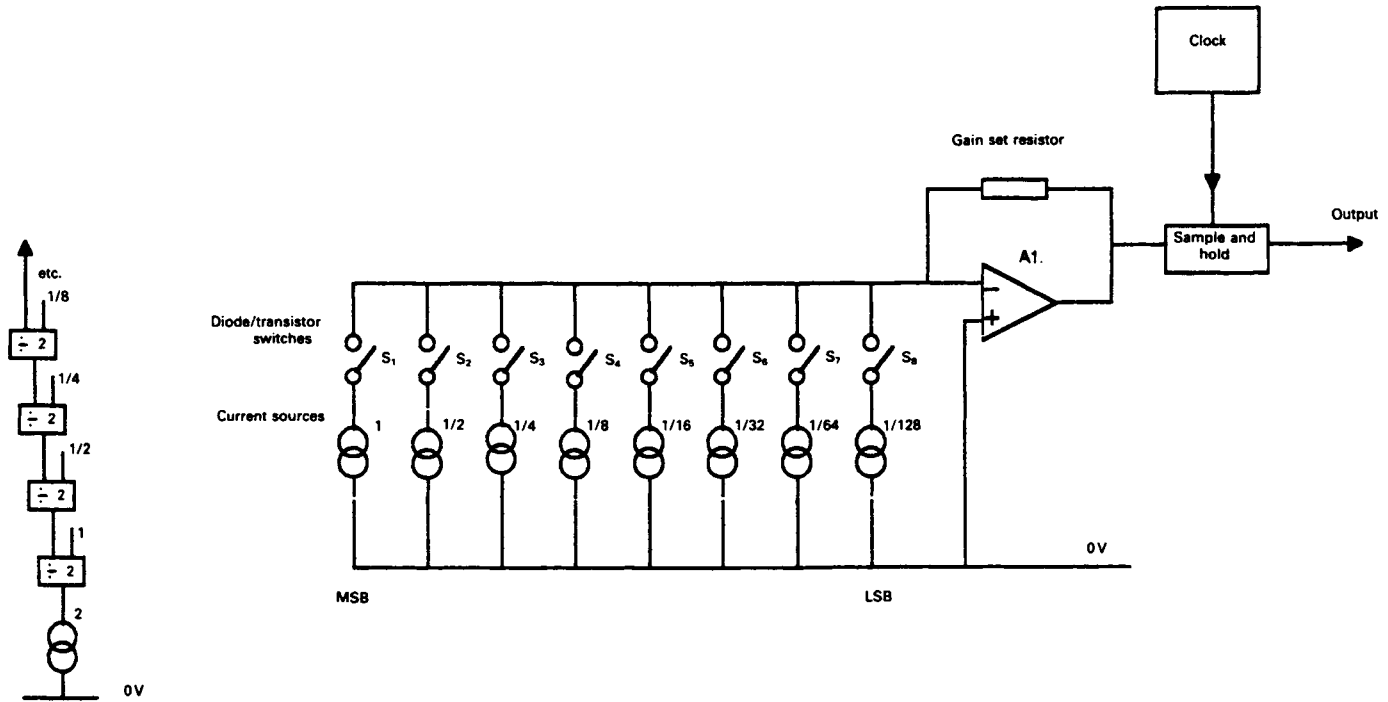 Clock
Gain set resistor
Output
Sample and
hold
A1.
−
+
etc.
1/8
÷ 2
1/4
÷ 2
1/2
÷ 2
1
÷ 2
2
0 V
Diode/transistor
switches
S₁ S₂ S₃ S₄ S₅ S₆ S₇ S₈
Current sources
1 1/2 1/4 1/8 1/16 1/32 1/64 1/128
0 V
MSB LSB